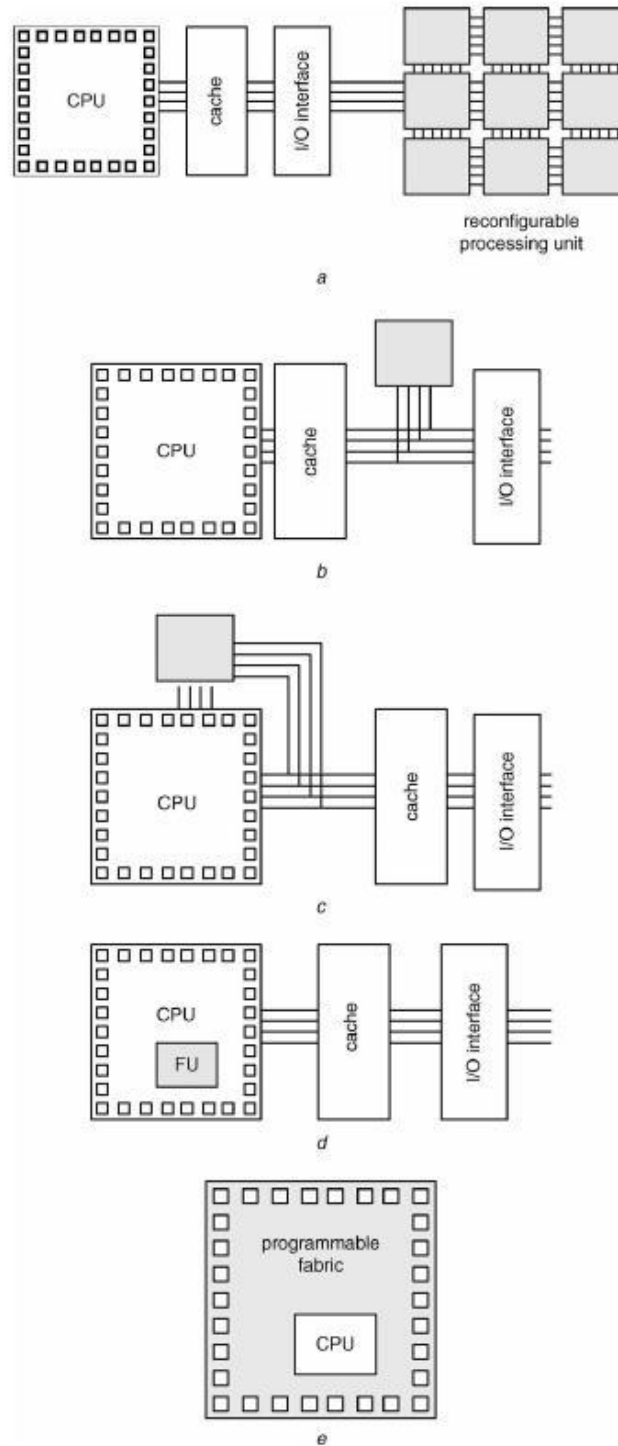 CPU
cache
I/O interface
reconfigurable
processing unit
a
CPU
cache
I/O interface
b
CPU
cache
I/O interface
c
CPU
FU
cache
I/O interface
d
programmable
fabric
CPU
e